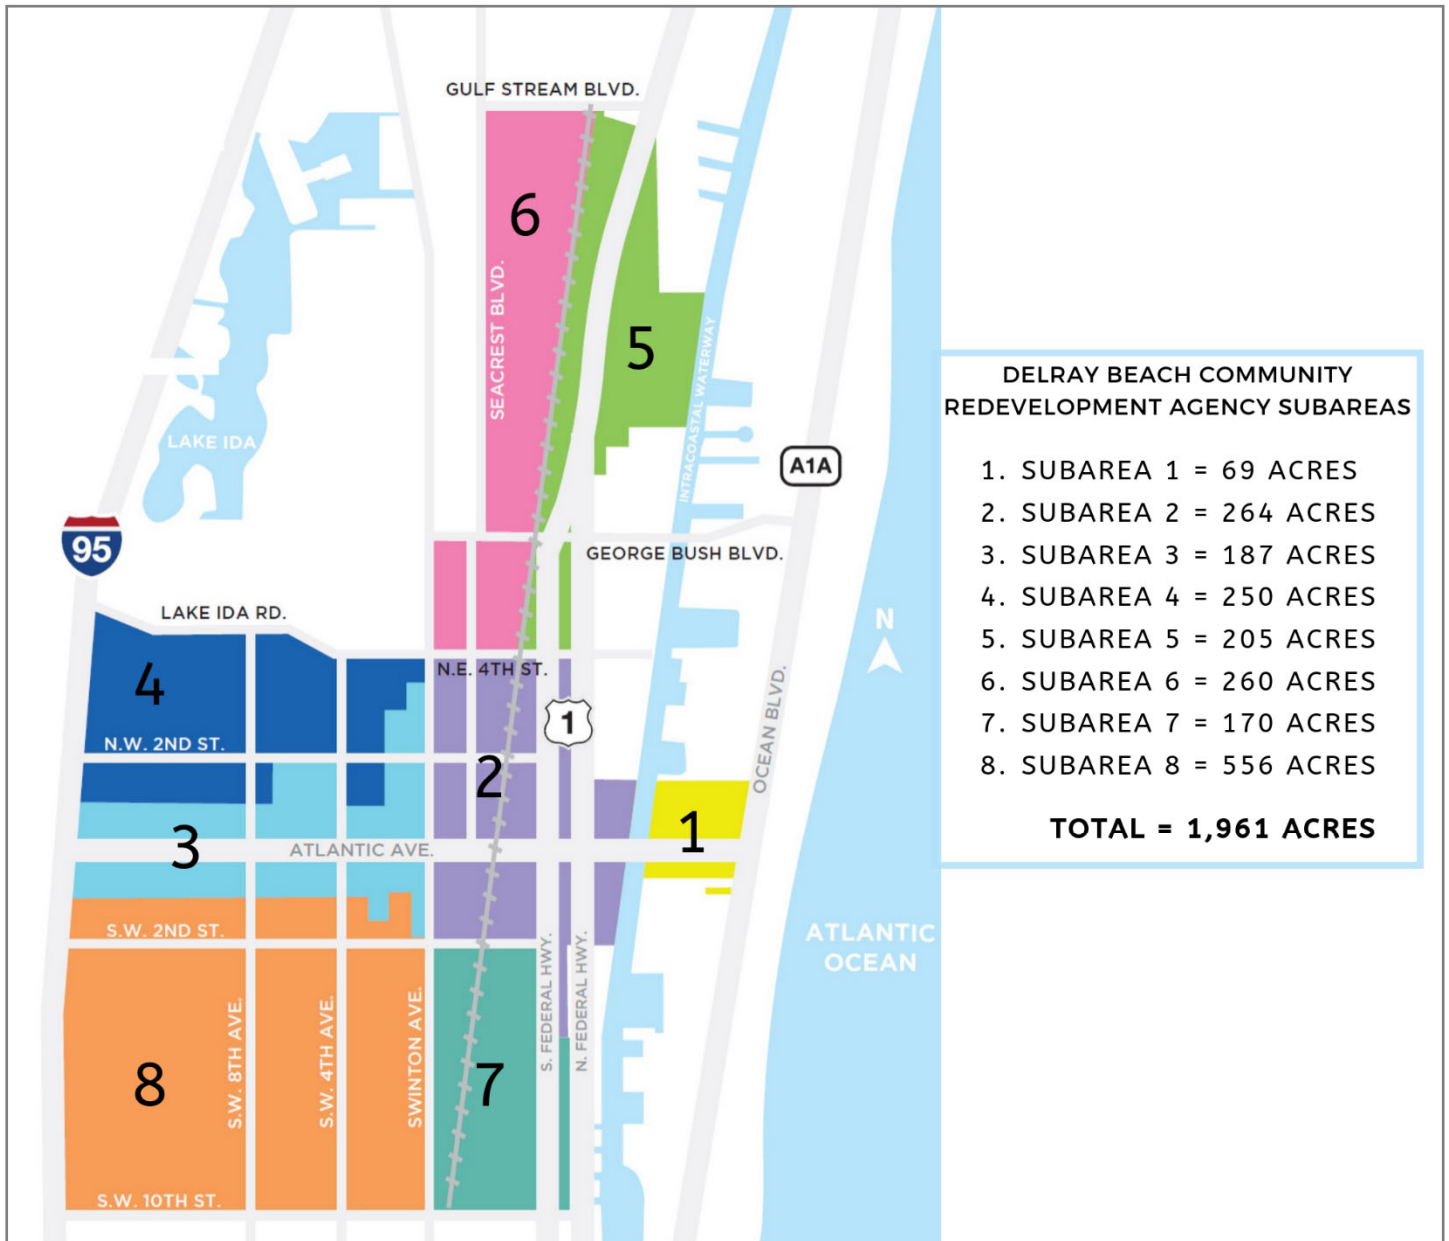 GULF STREAM BLVD.
6
SEACREST BLVD.
5
INTRACOASTAL WATERWAY
LAKE IDA
A1A
95
GEORGE BUSH BLVD.
LAKE IDA RD.
N
4
N.E. 4TH ST.
1
OCEAN BLVD.
N.W. 2ND ST.
2
3
ATLANTIC AVE.
1
S.W. 2ND ST.
ATLANTIC
OCEAN
S. FEDERAL HWY.
N. FEDERAL HWY.
8
S.W. 8TH AVE.
S.W. 4TH AVE.
SWINTON AVE.
7
S.W. 10TH ST.
DELRAY BEACH COMMUNITY
REDEVELOPMENT AGENCY SUBAREAS
1. SUBAREA 1 = 69 ACRES
2. SUBAREA 2 = 264 ACRES
3. SUBAREA 3 = 187 ACRES
4. SUBAREA 4 = 250 ACRES
5. SUBAREA 5 = 205 ACRES
6. SUBAREA 6 = 260 ACRES
7. SUBAREA 7 = 170 ACRES
8. SUBAREA 8 = 556 ACRES
TOTAL = 1,961 ACRES